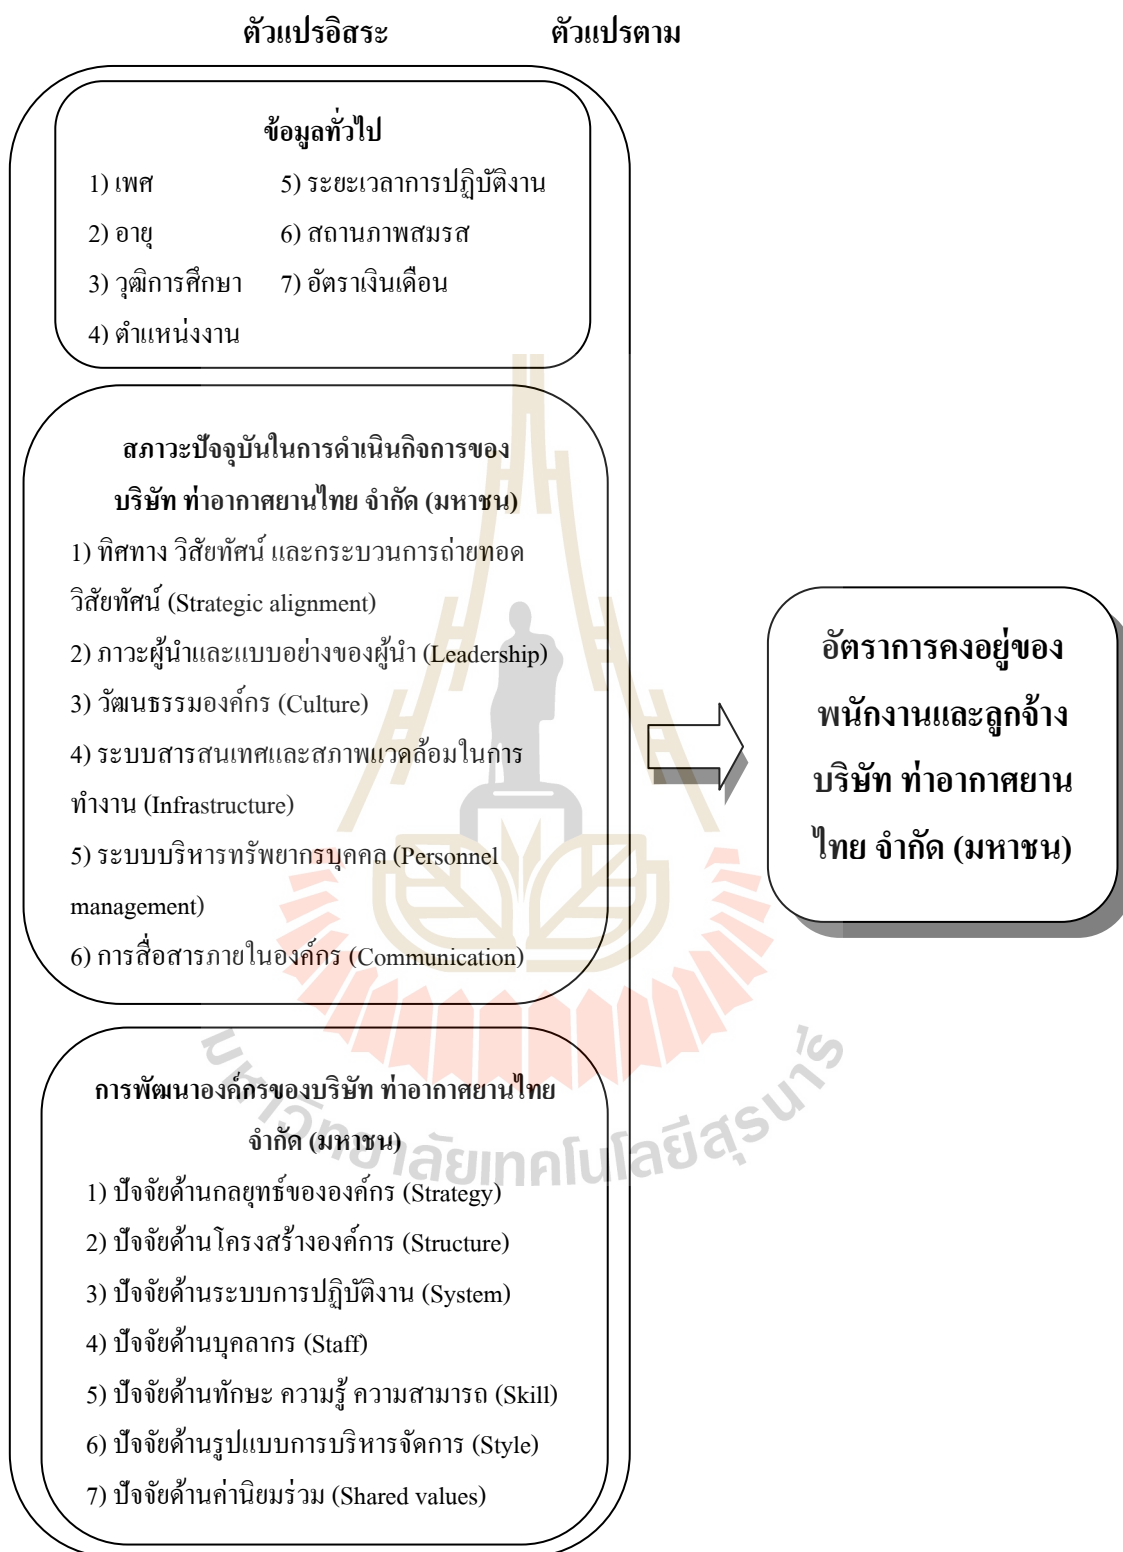 ตัวแปรอิสระ ตัวแปรตาม
ข้อมูลทั่วไป
1) เพศ 5) ระยะเวลาการปฏิบัติงาน
2) อายุ 6) สถานภาพสมรส
3) วุฒิการศึกษา 7) อัตราเงินเดือน
4) ตำแหน่งงาน
สภาวะปัจจุบันในการดำเนินกิจการของ
บริษัท ท่าอากาศยานไทย จำกัด (มหาชน)
1) ทิศทาง วิสัยทัศน์ และกระบวนการถ่ายทอด
วิสัยทัศน์ (Strategic alignment)
2) ภาวะผู้นำและแบบอย่างของผู้นำ (Leadership)
3) วัฒนธรรมองค์กร (Culture)
4) ระบบสารสนเทศและสภาพแวดล้อมในการ
ทำงาน (Infrastructure)
5) ระบบบริหารทรัพยากรบุคคล (Personnel
management)
6) การสื่อสารภายในองค์กร (Communication)
อัตราการคงอยู่ของ
พนักงานและลูกจ้าง
บริษัท ท่าอากาศยาน
ไทย จำกัด (มหาชน)
การพัฒนาองค์กรของบริษัท ท่าอากาศยานไทย
จำกัด (มหาชน)
1) ปัจจัยด้านกลยุทธ์ขององค์กร (Strategy)
2) ปัจจัยด้านโครงสร้างองค์การ (Structure)
3) ปัจจัยด้านระบบการปฏิบัติงาน (System)
4) ปัจจัยด้านบุคลากร (Staff)
5) ปัจจัยด้านทักษะ ความรู้ ความสามารถ (Skill)
6) ปัจจัยด้านรูปแบบการบริหารจัดการ (Style)
7) ปัจจัยด้านค่านิยมร่วม (Shared values)
มหาวิทยาลัยเทคโนโลยีสุรนารี